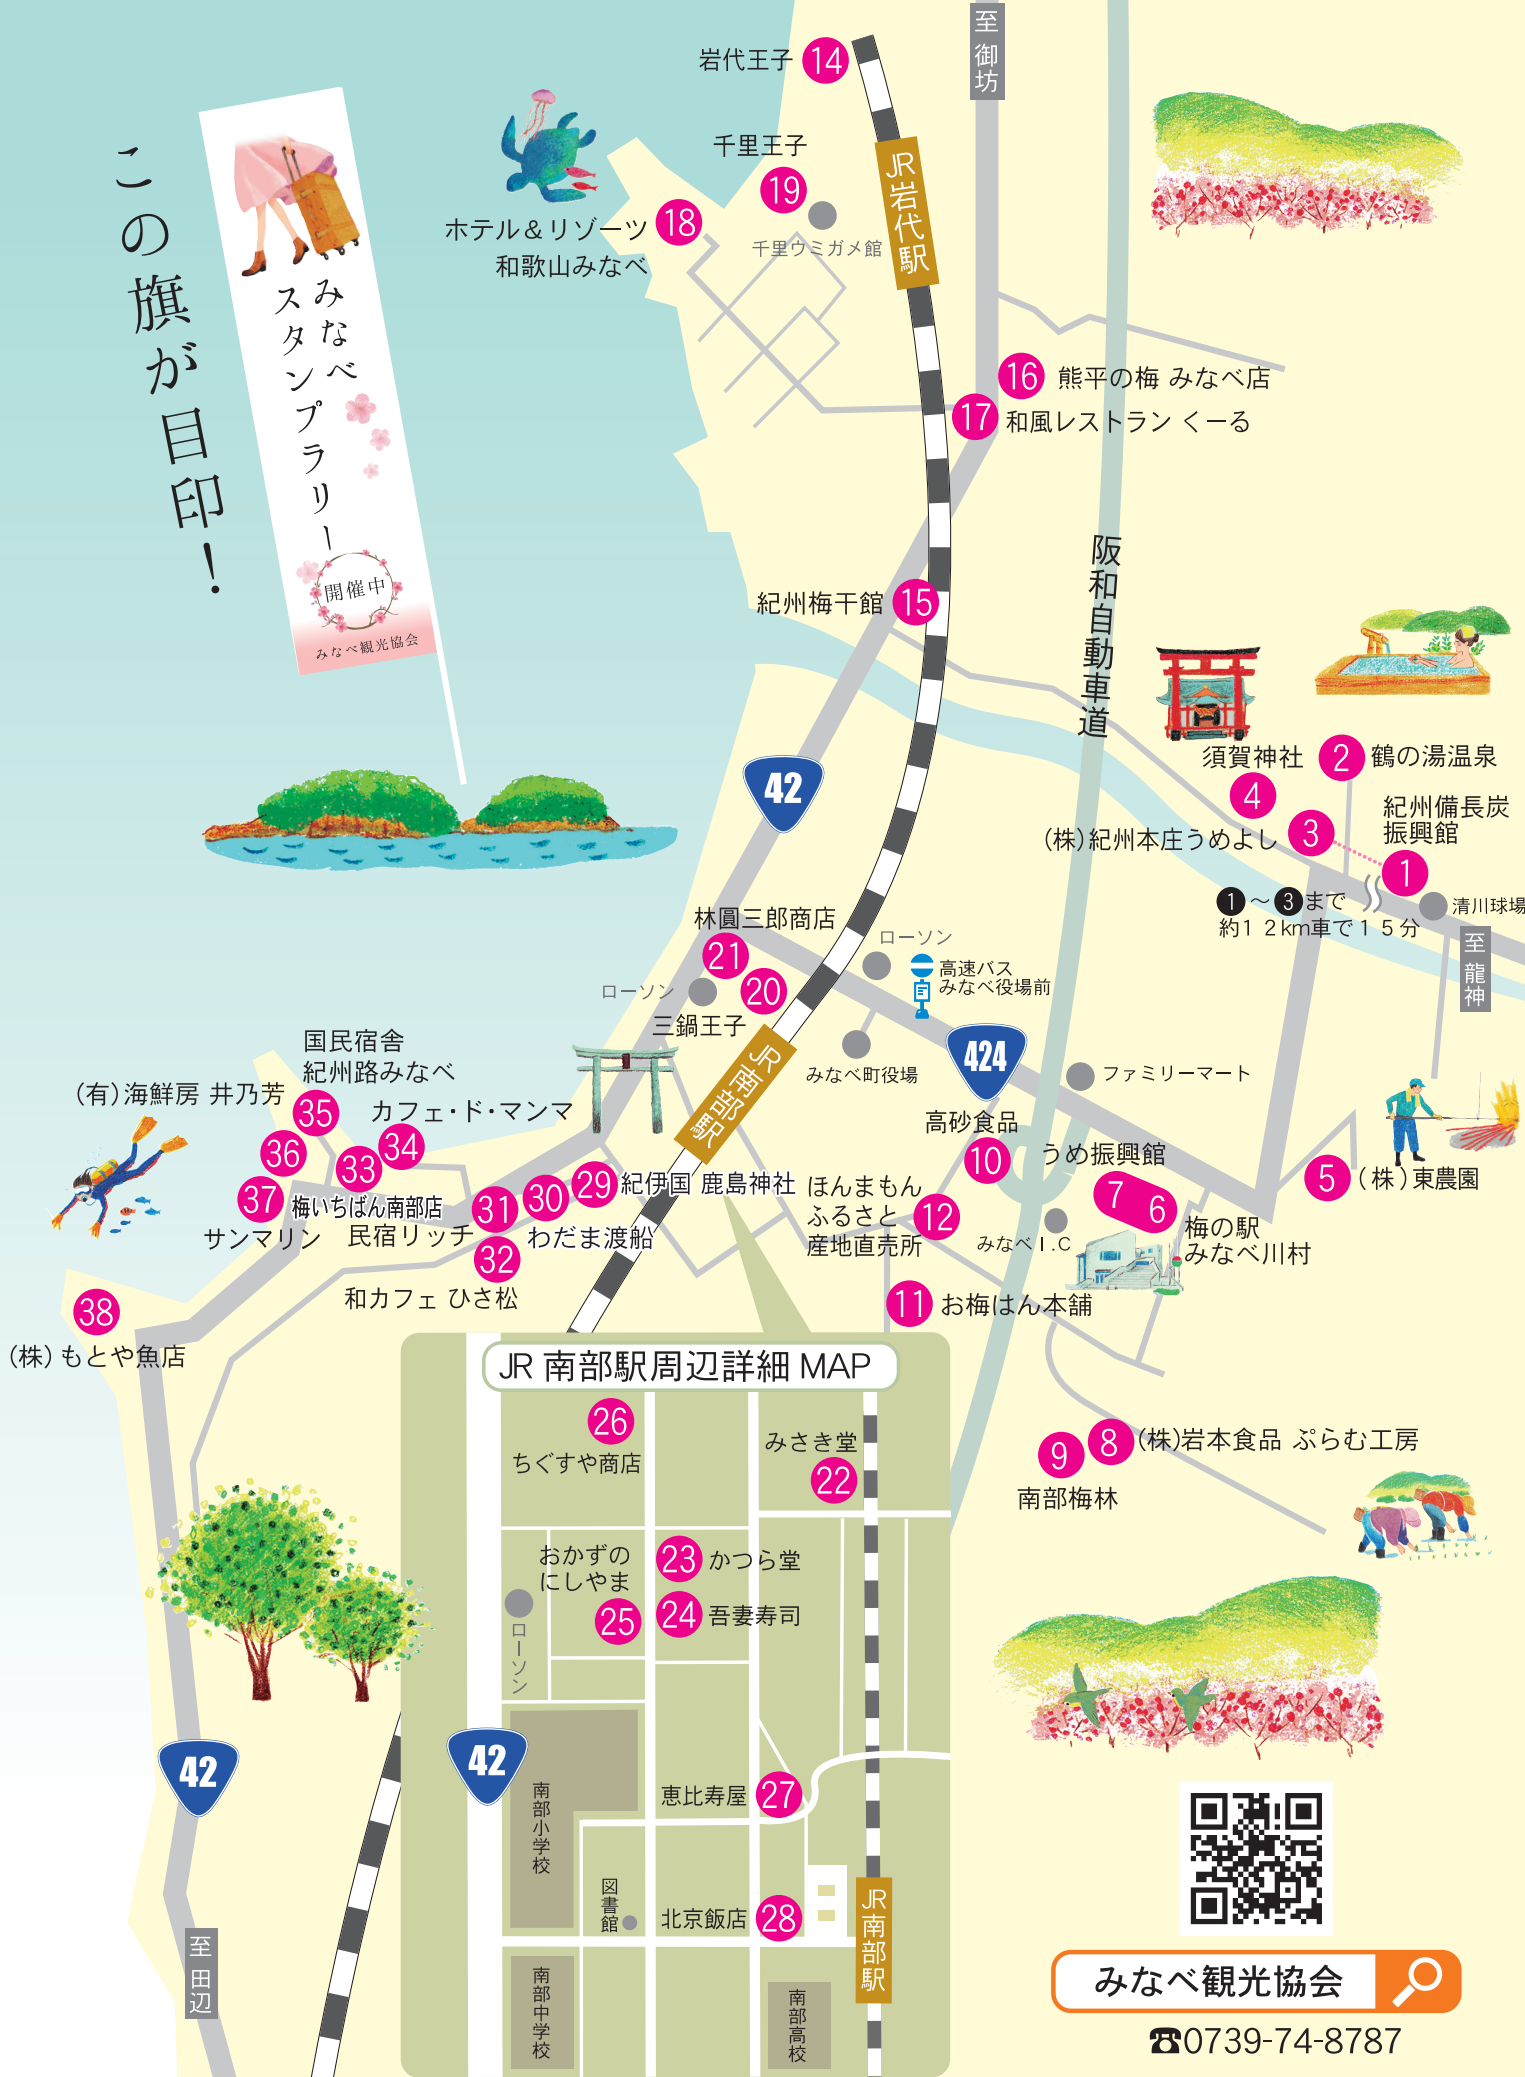 この旗が目印！
みなべ
スタンプラリー
開催中
みなべ観光協会
岩代王子
14
至 御坊
千里王子
19
千里ウミガメ館
JR岩代駅
ホテル＆リゾーツ
和歌山みなべ
18
16
熊平の梅 みなべ店
17
和風レストラン くーる
阪和自動車道
紀州梅干館
15
42
須賀神社
4
2
鶴の湯温泉
紀州備長炭
振興館
1
(株)紀州本庄うめよし
3
1～3まで
約12km車で15分
清川球場
至 龍神
林圓三郎商店
21
20
ローソン
三鍋王子
ローソン
高速バス
みなべ役場前
みなべ町役場
424
ファミリーマート
JR南部駅
国民宿舎
紀州路みなべ
35
(有)海鮮房 井乃芳
36
カフェ・ド・マンマ
34
33
梅いちばん南部店
37
サンマリン
民宿リッチ
31
30
わだま渡船
29
紀伊国 鹿島神社
32
和カフェ ひさ松
38
(株)もとや魚店
高砂食品
10
うめ振興館
7
6
梅の駅
みなべ川村
5
(株)東農園
ほんまもん
ふるさと
産地直売所
12
みなべI.C
11
お梅はん本舗
9
8
(株)岩本食品 ぷらむ工房
南部梅林
JR 南部駅周辺詳細 MAP
26
ちぐすや商店
みさき堂
22
おかずの
にしやま
25
23
かつら堂
24
吾妻寿司
ローソン
42
42
南部小学校
恵比寿屋
27
図書館
北京飯店
28
JR南部駅
南部中学校
南部高校
至 田辺
みなべ観光協会
☎0739-74-8787